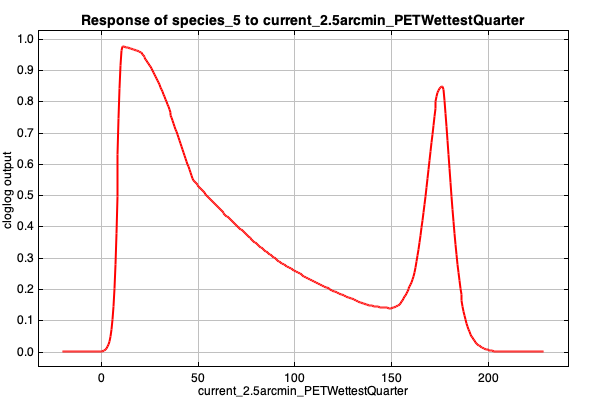 Response of species_5 to current_2.5arcmin_PETWettestQuarter
1.0
0.9
0.8
0.7
0.6
0.5
0.4
0.3
0.2
0.1
0.0
cloglog output
0 50 100 150 200
current_2.5arcmin_PETWettestQuarter